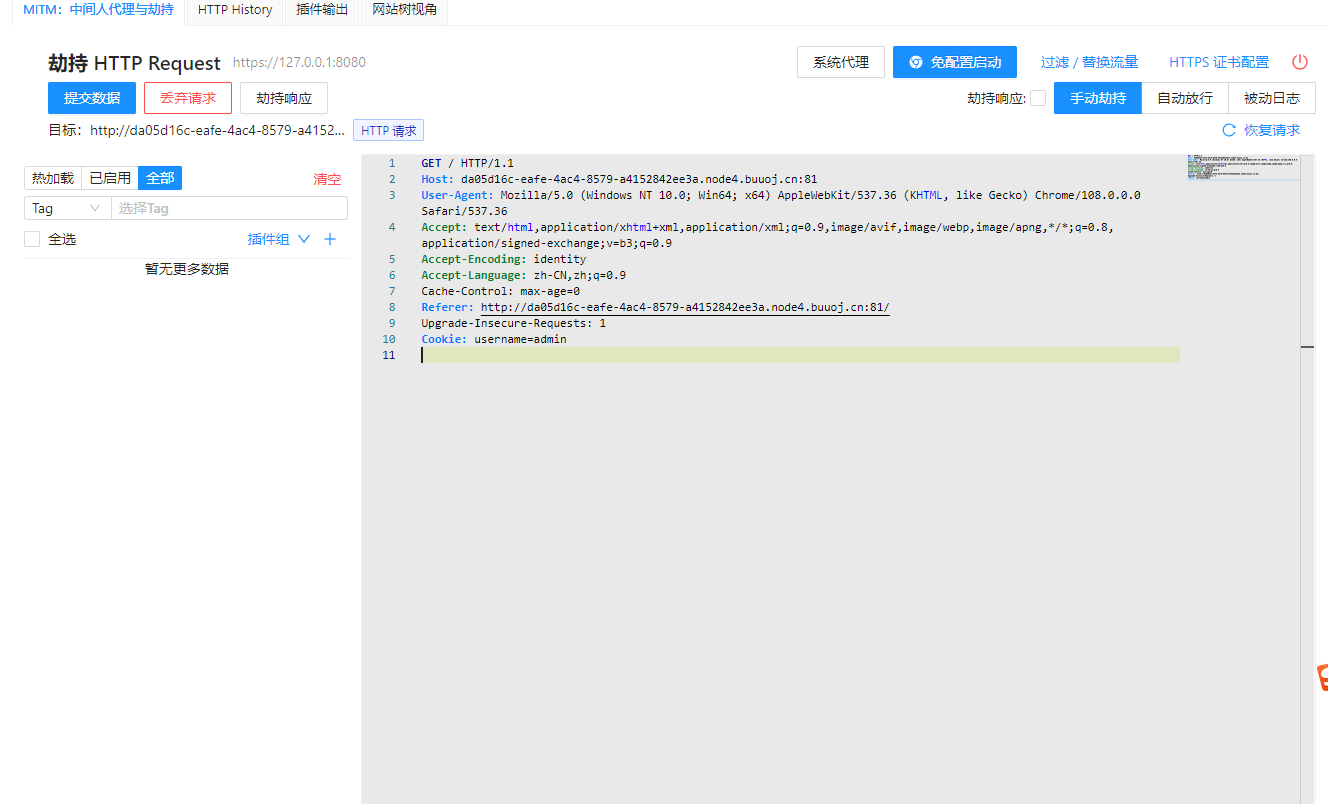 MITM：中间人代理与劫持 HTTP History 插件输出 网站树视角
劫持 HTTP Request https://127.0.0.1:8080 系统代理 免配置启动 过滤 / 替换流量 HTTPS 证书配置
提交数据 丢弃请求 劫持响应 劫持响应: 手动劫持 自动放行 被动日志
目标：http://da05d16c-eafe-4ac4-8579-a4152... HTTP 请求 恢复请求
热加载 已启用 全部 清空
Tag 选择Tag
全选 插件组
暂无更多数据
1 GET / HTTP/1.1
2 Host: da05d16c-eafe-4ac4-8579-a4152842ee3a.node4.buuoj.cn:81
3 User-Agent: Mozilla/5.0 (Windows NT 10.0; Win64; x64) AppleWebKit/537.36 (KHTML, like Gecko) Chrome/108.0.0.0
Safari/537.36
4 Accept: text/html,application/xhtml+xml,application/xml;q=0.9,image/avif,image/webp,image/apng,*/*;q=0.8,
application/signed-exchange;v=b3;q=0.9
5 Accept-Encoding: identity
6 Accept-Language: zh-CN,zh;q=0.9
7 Cache-Control: max-age=0
8 Referer: http://da05d16c-eafe-4ac4-8579-a4152842ee3a.node4.buuoj.cn:81/
9 Upgrade-Insecure-Requests: 1
10 Cookie: username=admin
11